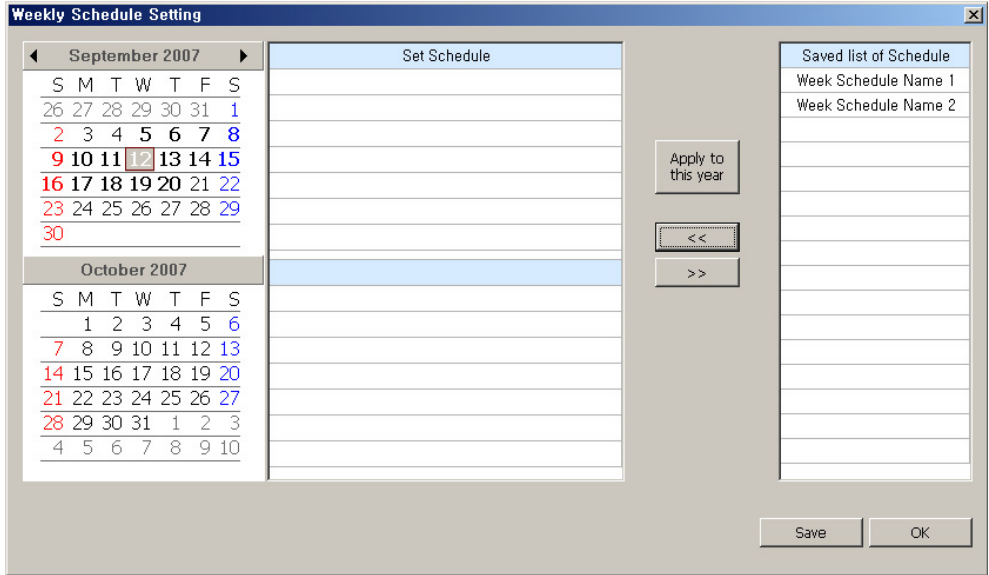 Weekly Schedule Setting
September 2007
S M T W T F S
26 27 28 29 30 31 1
2 3 4 5 6 7 8
9 10 11 12 13 14 15
16 17 18 19 20 21 22
23 24 25 26 27 28 29
30
October 2007
S M T W T F S
1 2 3 4 5 6
7 8 9 10 11 12 13
14 15 16 17 18 19 20
21 22 23 24 25 26 27
28 29 30 31 1 2 3
4 5 6 7 8 9 10
Set Schedule
Apply to
this year
<<
>>
Saved list of Schedule
Week Schedule Name 1
Week Schedule Name 2
Save
OK